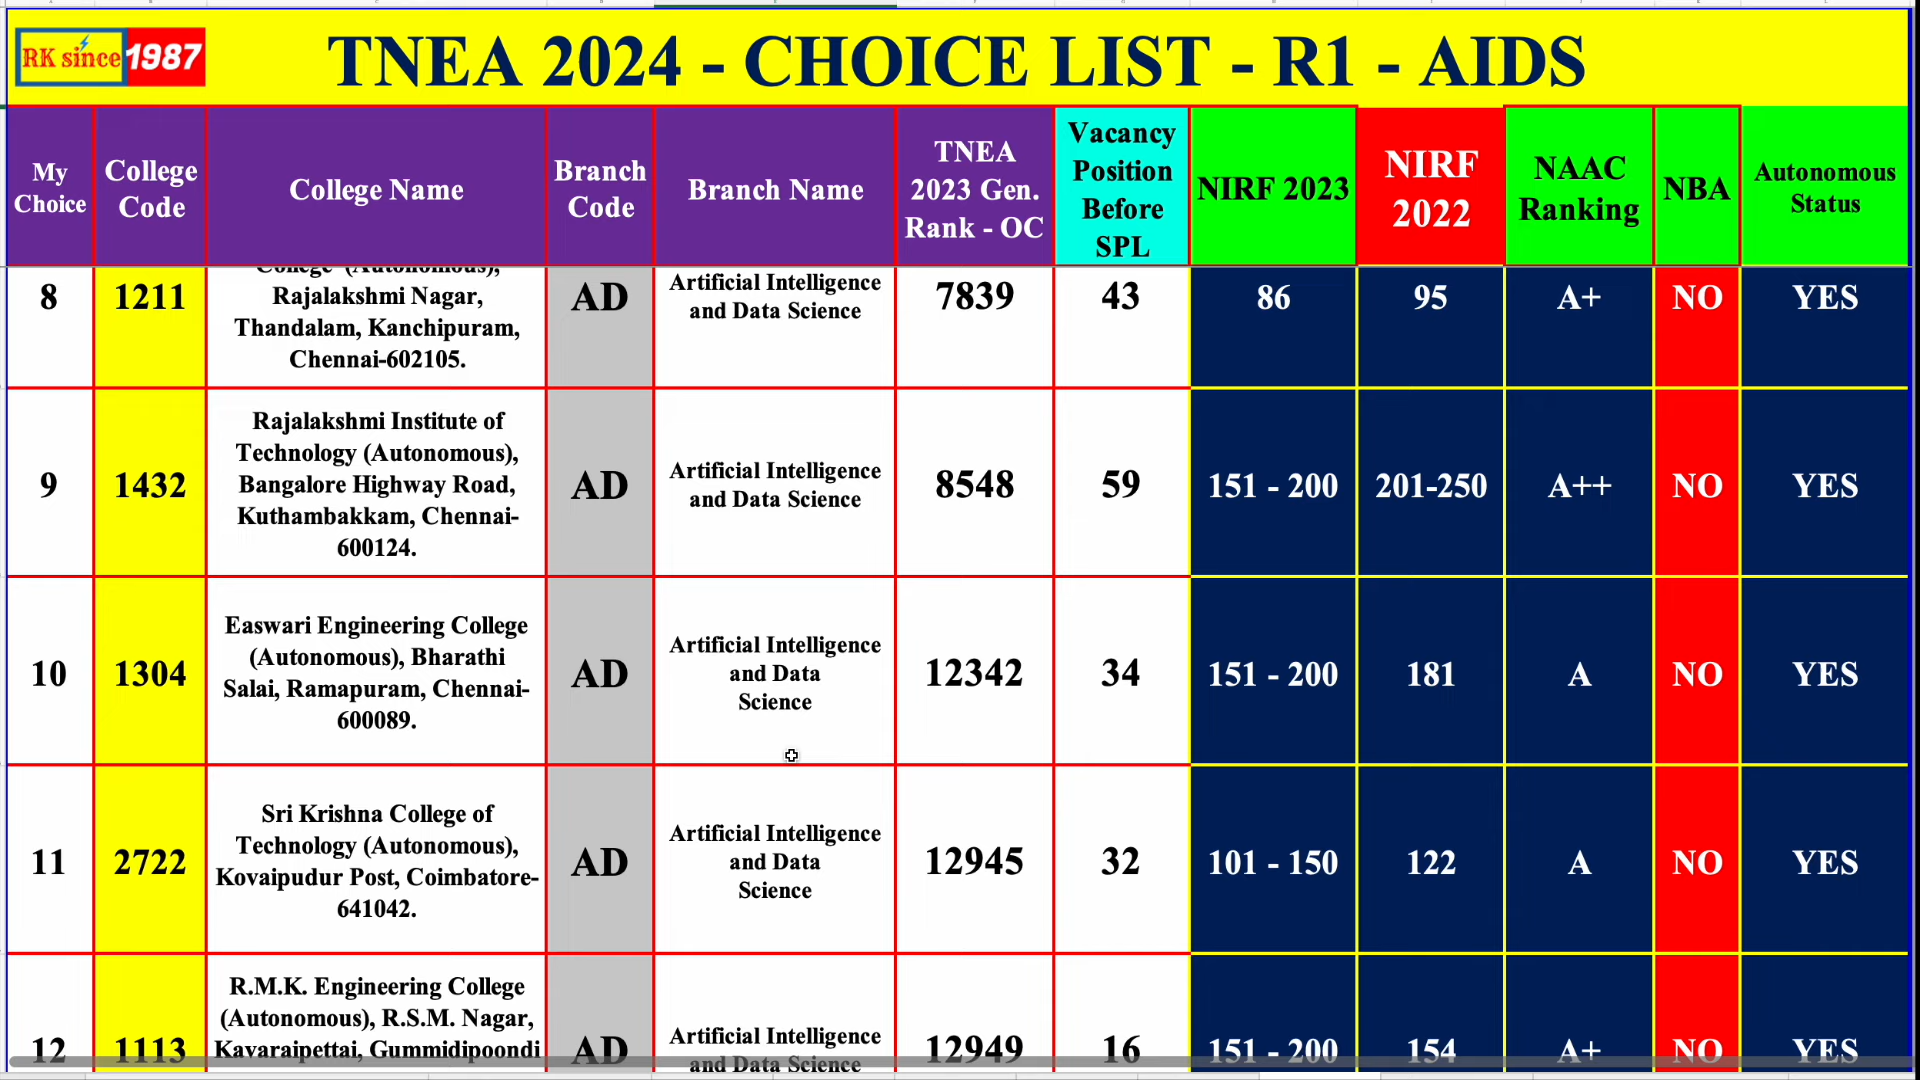 RK since 1987
TNEA 2024 - CHOICE LIST - R1 - AIDS
My
Choice
College
Code
College Name
Branch
Code
Branch Name
TNEA
2023 Gen.
Rank - OC
Vacancy
Position
Before
SPL
NIRF 2023
NIRF
2022
NAAC
Ranking
NBA
Autonomous
Status
8
1211
College (Autonomous),
Rajalakshmi Nagar,
Thandalam, Kanchipuram,
Chennai-602105.
AD
Artificial Intelligence
and Data Science
7839
43
86
95
A+
NO
YES
9
1432
Rajalakshmi Institute of
Technology (Autonomous),
Bangalore Highway Road,
Kuthambakkam, Chennai-
600124.
AD
Artificial Intelligence
and Data Science
8548
59
151 - 200
201-250
A++
NO
YES
10
1304
Easwari Engineering College
(Autonomous), Bharathi
Salai, Ramapuram, Chennai-
600089.
AD
Artificial Intelligence
and Data
Science
12342
34
151 - 200
181
A
NO
YES
11
2722
Sri Krishna College of
Technology (Autonomous),
Kovaipudur Post, Coimbatore-
641042.
AD
Artificial Intelligence
and Data
Science
12945
32
101 - 150
122
A
NO
YES
12
1113
R.M.K. Engineering College
(Autonomous), R.S.M. Nagar,
Kavaraipettai, Gummidipoondi
AD
Artificial Intelligence
and Data Science
12949
16
151 - 200
154
A+
NO
YES